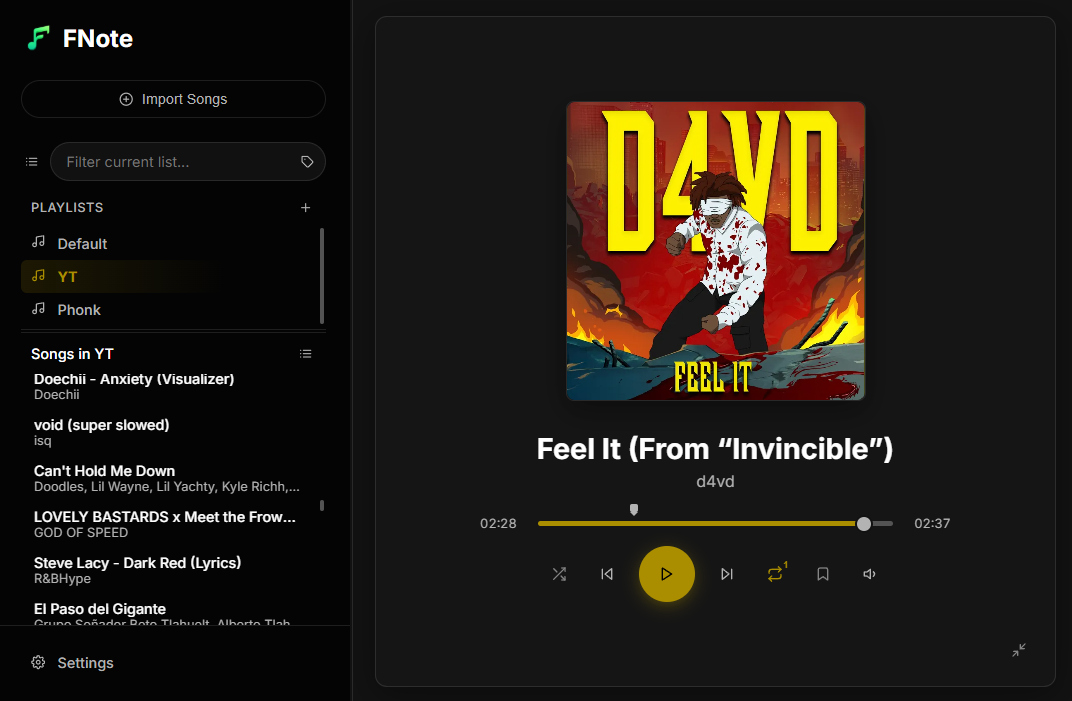 FNote
Import Songs
Filter current list...
PLAYLISTS
Default
YT
Phonk
Songs in YT
Doechii - Anxiety (Visualizer)
Doechii
void (super slowed)
isq
Can't Hold Me Down
Doodles, Lil Wayne, Lil Yachty, Kyle Richh,...
LOVELY BASTARDS x Meet the Frow...
GOD OF SPEED
Steve Lacy - Dark Red (Lyrics)
R&BHype
El Paso del Gigante
Grupo Soñador Beto Tlahuelt, Alberto Tlah
Settings
D4VD
FEEL IT
Feel It (From “Invincible”)
d4vd
02:28
02:37
1